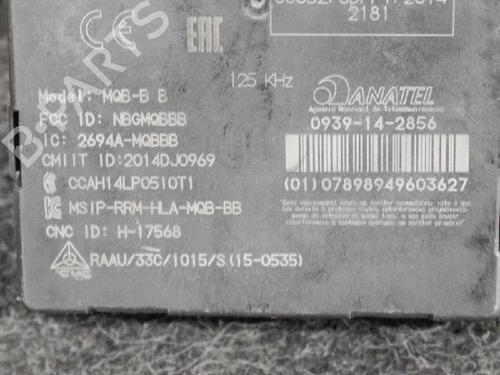 2181
B-PARTS
CE
EAC
125 KHz
ANATEL
Model: MQB-B B
FCC ID: NBGMQBBB
IC: 2694A-MQBBB
CMIIT ID:2014DJ0969
CCAH14LP0510T1
MSIP-RRM-HLA-MQB-BB
CNC ID: H-17568
RAAU/33C/1015/S (15-0535)
0939-14-2856
(01)07898949603627